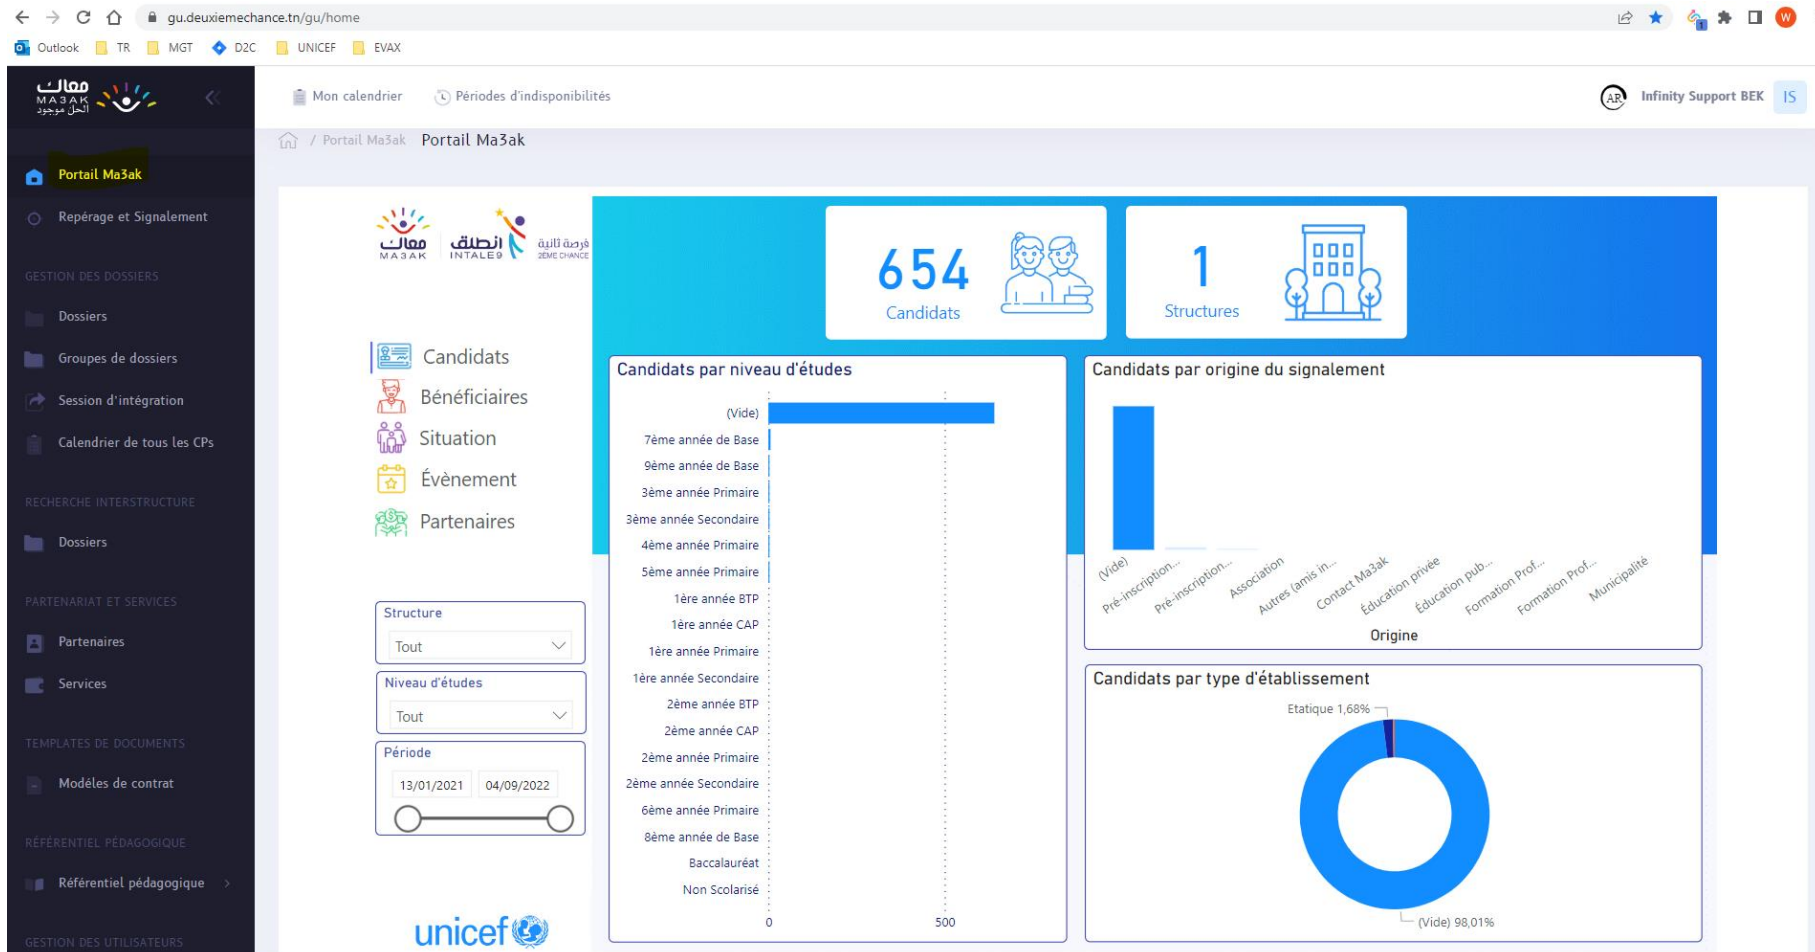 gu.deuxiemechance.tn/gu/home
Outlook TR MGT D2C UNICEF EVAX
معاك
MA3AK
الحل موجود
Mon calendrier Périodes d'indisponibilités
AR Infinity Support BEK IS
/ Portail Ma3ak Portail Ma3ak
Portail Ma3ak
Repérage et Signalement
GESTION DES DOSSIERS
Dossiers
Groupes de dossiers
Session d'intégration
Calendrier de tous les CPs
RECHERCHE INTERSTRUCTURE
Dossiers
PARTENARIAT ET SERVICES
Partenaires
Services
TEMPLATES DE DOCUMENTS
Modéles de contrat
RÉFÉRENTIEL PÉDAGOGIQUE
Référentiel pédagogique
GESTION DES UTILISATEURS
معاك
MA3AK
انطلق
INTALE9
فرصة ثانية
2ÈME CHANCE
Candidats
Bénéficiaires
Situation
Évènement
Partenaires
Structure
Tout
Niveau d'études
Tout
Période
13/01/2021 04/09/2022
unicef
654
Candidats
1
Structures
Candidats par niveau d'études
(Vide)
7ème année de Base
9ème année de Base
3ème année Primaire
3ème année Secondaire
4ème année Primaire
5ème année Primaire
1ère année BTP
1ère année CAP
1ère année Primaire
1ère année Secondaire
2ème année BTP
2ème année CAP
2ème année Primaire
2ème année Secondaire
6ème année Primaire
8ème année de Base
Baccalauréat
Non Scolarisé
0 500
Candidats par origine du signalement
(Vide)
Pré-inscription...
Pré-inscription...
Association
Autres (amis in...
Contact Ma3ak
Éducation privée
Éducation pub...
Formation Prof...
Formation Prof...
Municipalité
Origine
Candidats par type d'établissement
Etatique 1,68%
(Vide) 98,01%